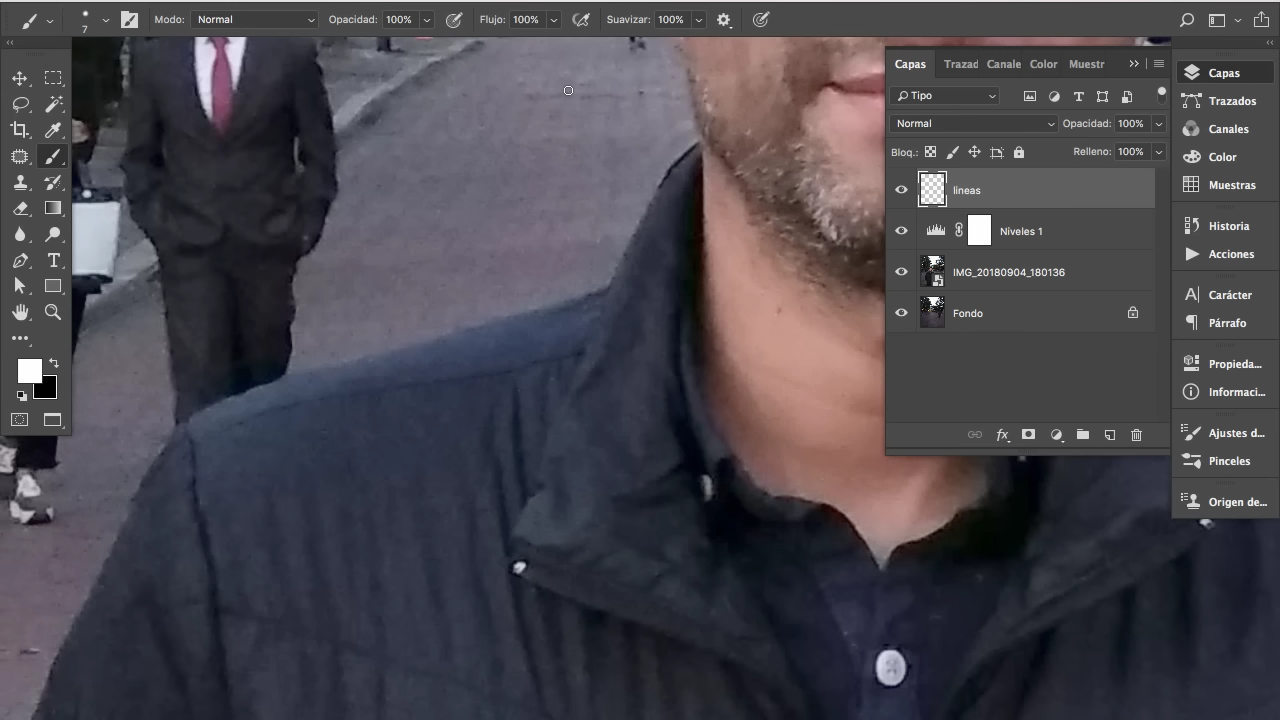 7
Modo: Normal
Opacidad: 100%
Flujo: 100%
Suavizar: 100%
Capas
Trazad
Canale
Color
Muestr
Tipo
Normal
Opacidad: 100%
Bloq.:
Relleno: 100%
lineas
Niveles 1
IMG_20180904_180136
Fondo
fx
Capas
Trazados
Canales
Color
Muestras
Historia
Acciones
Carácter
Párrafo
Propieda...
Informaci...
Ajustes d...
Pinceles
Origen de...